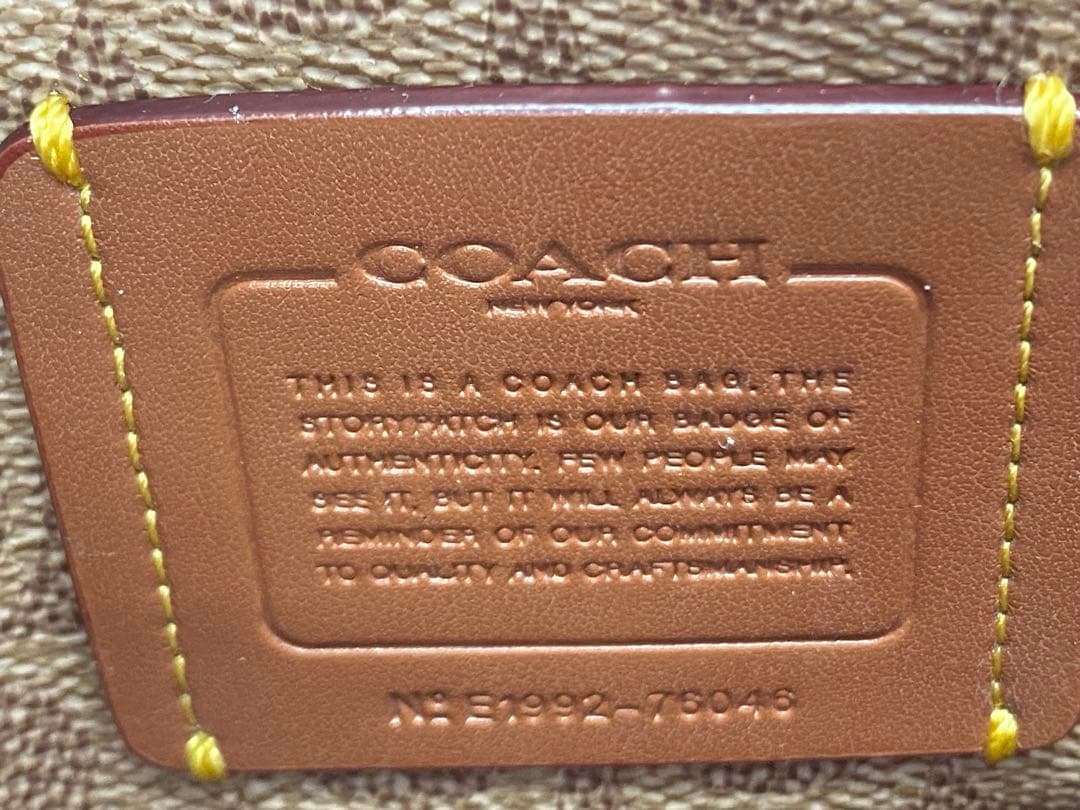 COACH
NEW YORK
THIS IS A COACH BAG. THE
STORYPATCH IS OUR BADGE OF
AUTHENTICITY. FEW PEOPLE MAY
SEE IT, BUT IT WILL ALWAYS BE A
REMINDER OF OUR COMMITMENT
TO QUALITY AND CRAFTSMANSHIP.
Nº E1992-76046